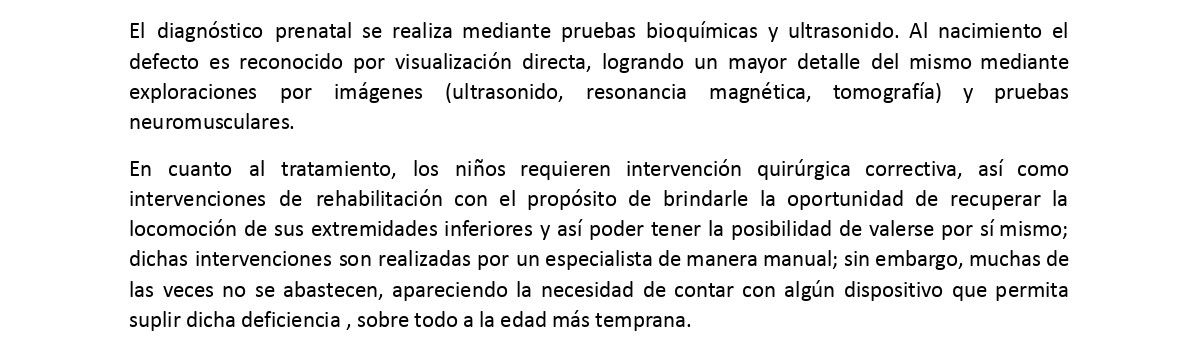 El diagnóstico prenatal se realiza mediante pruebas bioquímicas y ultrasonido. Al nacimiento el
defecto es reconocido por visualización directa, logrando un mayor detalle del mismo mediante
exploraciones por imágenes (ultrasonido, resonancia magnética, tomografía) y pruebas
neuromusculares.
En cuanto al tratamiento, los niños requieren intervención quirúrgica correctiva, así como
intervenciones de rehabilitación con el propósito de brindarle la oportunidad de recuperar la
locomoción de sus extremidades inferiores y así poder tener la posibilidad de valerse por sí mismo;
dichas intervenciones son realizadas por un especialista de manera manual; sin embargo, muchas de
las veces no se abastecen, apareciendo la necesidad de contar con algún dispositivo que permita
suplir dicha deficiencia , sobre todo a la edad más temprana.